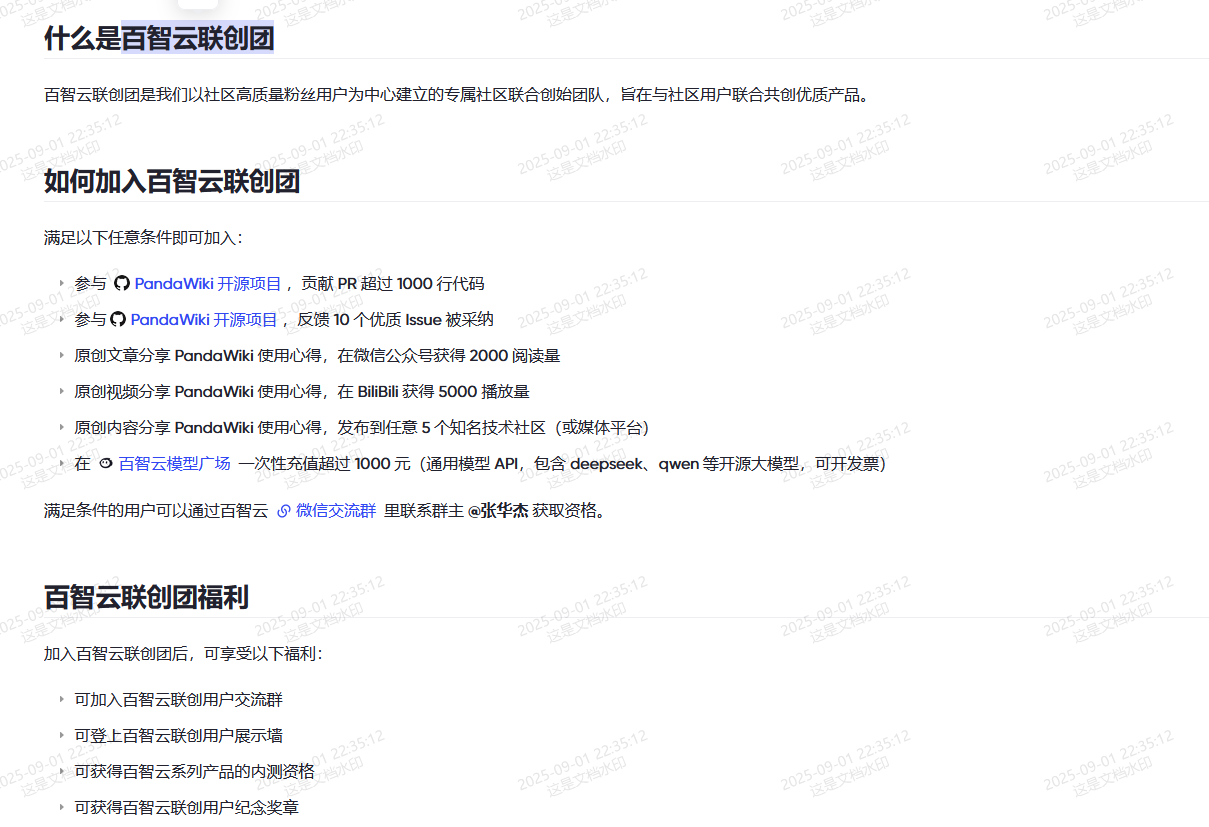 什么是百智云联创团
百智云联创团是我们以社区高质量粉丝用户为中心建立的专属社区联合创始团队，旨在与社区用户联合共创优质产品。
如何加入百智云联创团
满足以下任意条件即可加入：
参与 PandaWiki 开源项目 ，贡献 PR 超过 1000 行代码
参与 PandaWiki 开源项目 ，反馈 10 个优质 Issue 被采纳
原创文章分享 PandaWiki 使用心得，在微信公众号获得 2000 阅读量
原创视频分享 PandaWiki 使用心得，在 BiliBili 获得 5000 播放量
原创内容分享 PandaWiki 使用心得，发布到任意 5 个知名技术社区（或媒体平台）
在 百智云模型广场 一次性充值超过 1000 元（通用模型 API，包含 deepseek、qwen 等开源大模型，可开发票）
满足条件的用户可以通过百智云 微信交流群 里联系群主 @张华杰 获取资格。
百智云联创团福利
加入百智云联创团后，可享受以下福利：
可加入百智云联创用户交流群
可登上百智云联创用户展示墙
可获得百智云系列产品的内测资格
可获得百智云联创用户纪念奖章
2025-09-01 22:35:12
这是文档水印